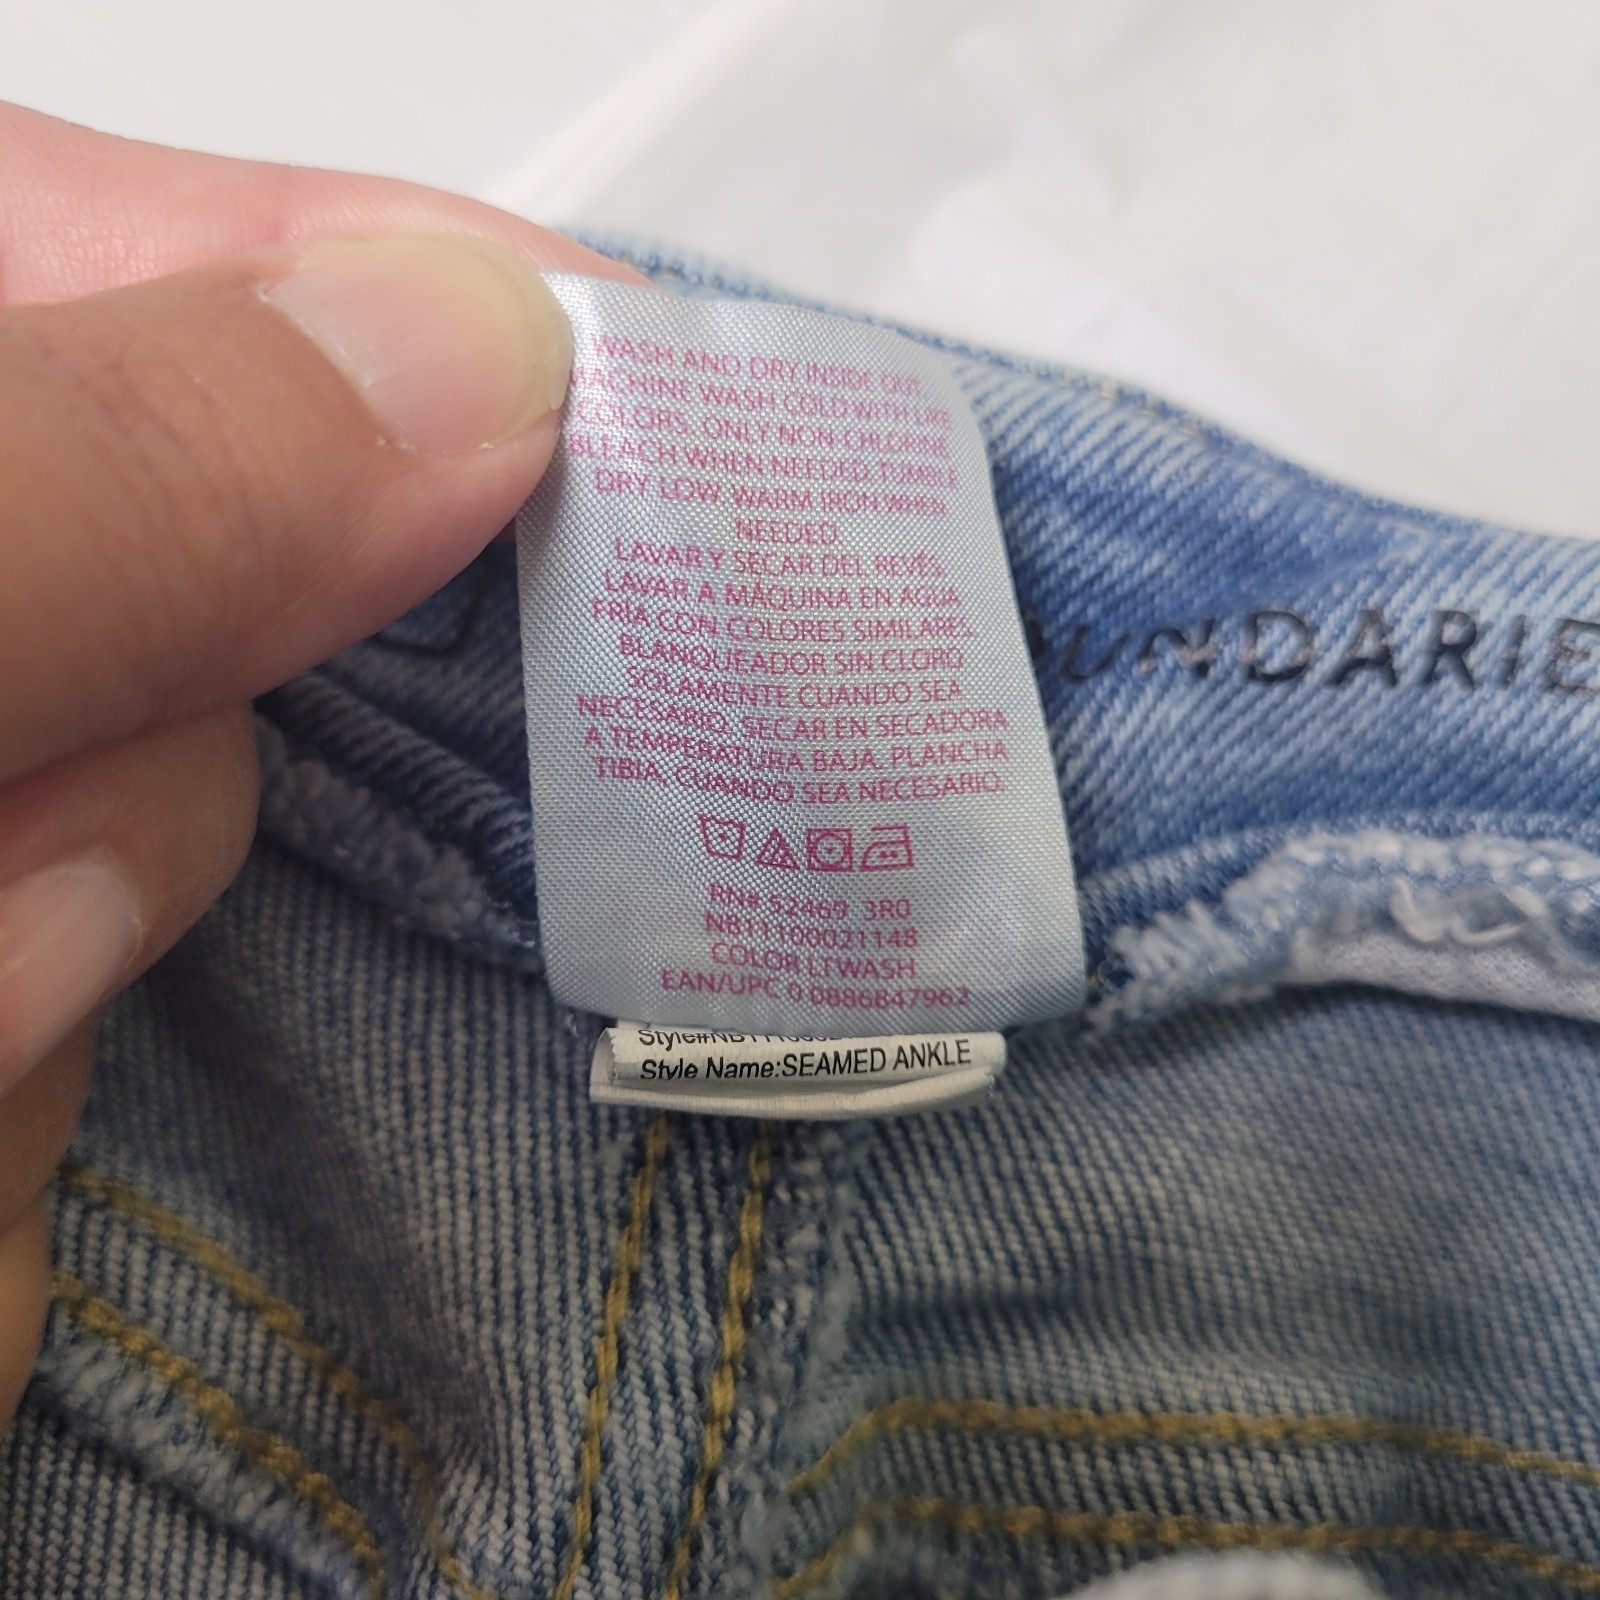 WASH AND DRY INSIDE OUT.
MACHINE WASH COLD WITH LIKE
COLORS. ONLY NON-CHLORINE
BLEACH WHEN NEEDED. TUMBLE
DRY LOW. WARM IRON WHEN
NEEDED.
LAVAR Y SECAR DEL REVÉS.
LAVAR A MÁQUINA EN AGUA
FRÍA CON COLORES SIMILARES.
BLANQUEADOR SIN CLORO
SOLAMENTE CUANDO SEA
NECESARIO. SECAR EN SECADORA
A TEMPERATURA BAJA. PLANCHA
TIBIA, CUANDO SEA NECESARIO.
RN# 52469 3R0
NB11100021148
COLOR LTWASH
EAN/UPC 0 0886847962
Style Name:SEAMED ANKLE
UNDARIE